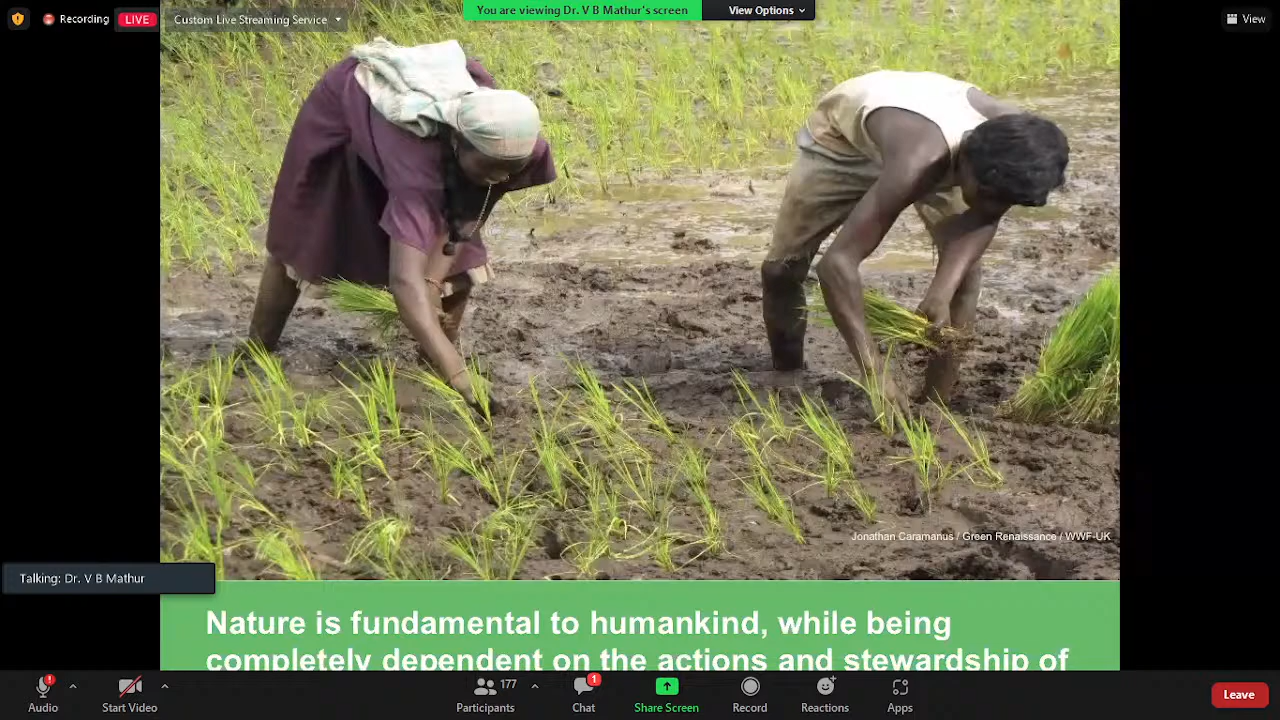 You are viewing Dr. V B Mathur's screen
View Options
Recording
LIVE
Custom Live Streaming Service
View
Jonathan Caramanus / Green Renaissance / WWF-UK
Talking: Dr. V B Mathur
Nature is fundamental to humankind, while being
completely dependent on the actions and stewardship of
Audio
Start Video
177
Participants
1
Chat
Share Screen
Record
Reactions
Apps
Leave